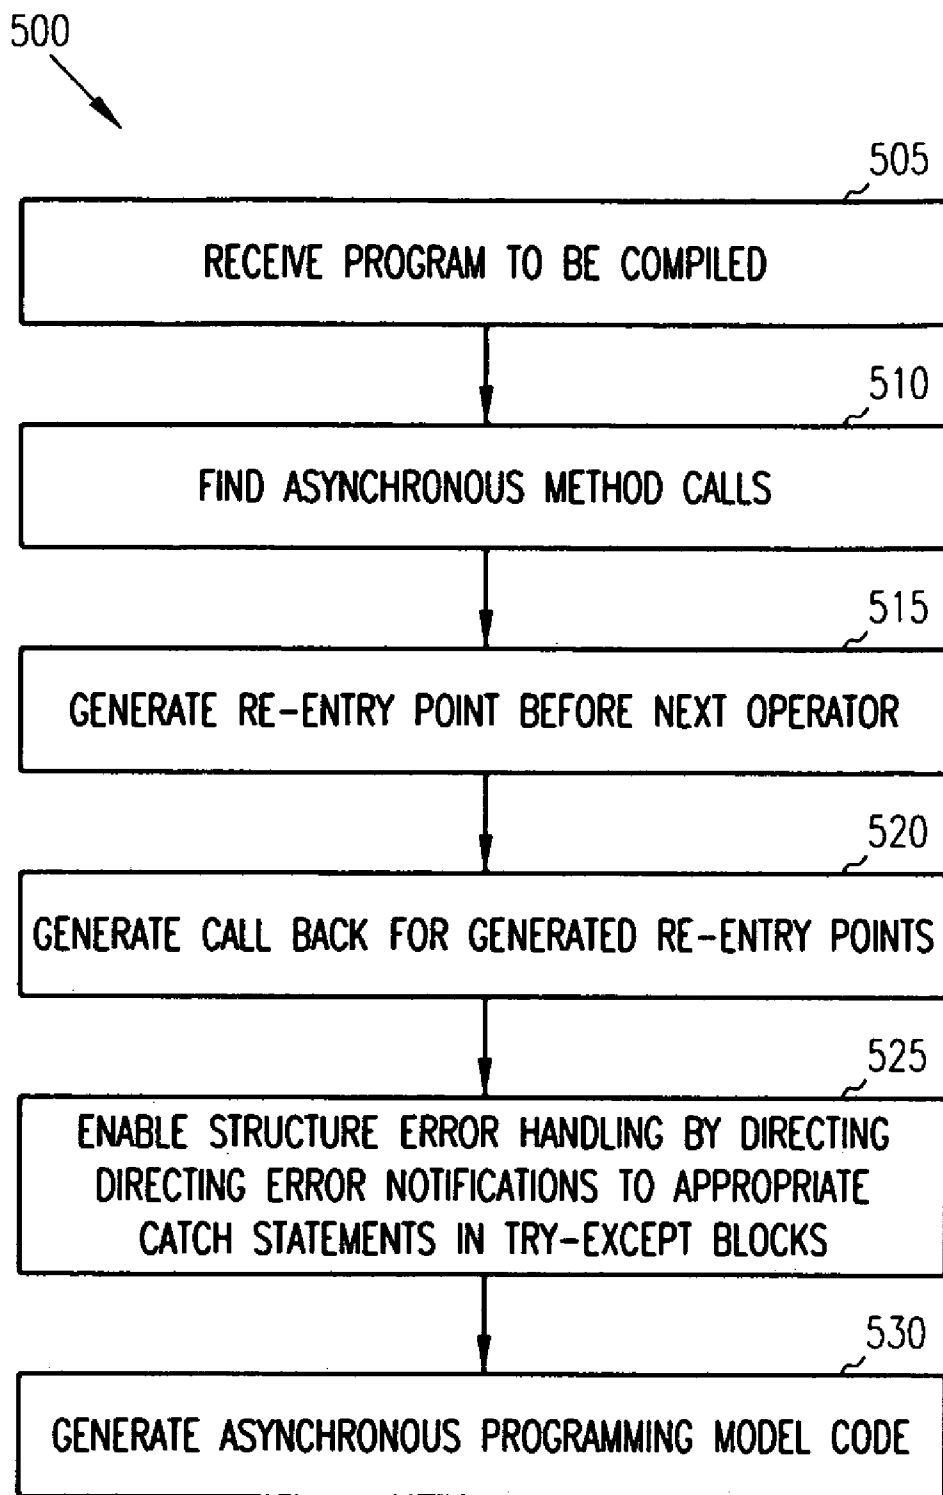 500
505
RECEIVE PROGRAM TO BE COMPILED
510
FIND ASYNCHRONOUS METHOD CALLS
515
GENERATE RE-ENTRY POINT BEFORE NEXT OPERATOR
520
GENERATE CALL BACK FOR GENERATED RE-ENTRY POINTS
525
ENABLE STRUCTURE ERROR HANDLING BY DIRECTING
DIRECTING ERROR NOTIFICATIONS TO APPROPRIATE
CATCH STATEMENTS IN TRY-EXCEPT BLOCKS
530
GENERATE ASYNCHRONOUS PROGRAMMING MODEL CODE